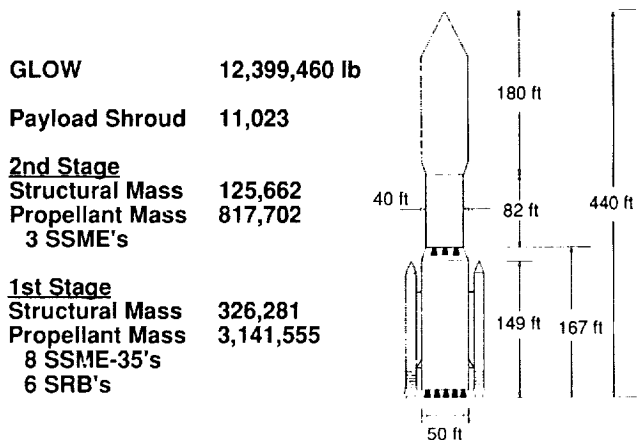 GLOW 12,399,460 lb
Payload Shroud 11,023
2nd Stage
Structural Mass 125,662
Propellant Mass 817,702
3 SSME's
1st Stage
Structural Mass 326,281
Propellant Mass 3,141,555
8 SSME-35's
6 SRB's
180 ft
40 ft
82 ft
440 ft
149 ft
167 ft
50 ft